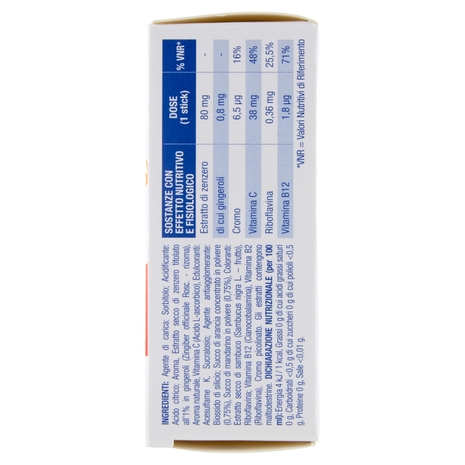 SOSTANZE CON EFFETTO NUTRITIVO E FISIOLOGICO DOSE (1 stick) % VNR*
Estratto di zenzero 80 mg -
di cui gingeroli 0,8 mg -
Cromo 6,5 µg 16%
Vitamina C 38 mg 48%
Riboflavina 0,36 mg 25,5%
Vitamina B12 1,8 µg 71%
*VNR = Valori Nutritivi di Riferimento
INGREDIENTI: Agente di carica: Sorbitolo, Acidificante:
Acido citrico; Aroma, Estratto secco di zenzero titolato
all'1% in gingeroli (Zingiber officinale Rosc. - rizoma),
Aroma naturale, Vitamina C (Acido L-ascorbico), Edulcoranti:
Acesulfame K, Sucralosio; Agente antiagglomerante:
Biossido di silicio; Succo di arancia concentrato in polvere
(0,75%), Succo di mandarino in polvere (0,75%), Coloranti:
Estratto secco di sambuco (Sambucus nigra L. - frutto),
Riboflavina; Vitamina B12 (Cianocobalamina), Vitamina B2
(Riboflavina), Cromo picolinato. Gli estratti contengono
maltodestrine. DICHIARAZIONE NUTRIZIONALE (per 100
ml): Energia 4 kJ / 1 kcal, Grassi 0 g di cui acidi grassi saturi
0 g, Carboidrati <0,5 g di cui zuccheri 0 g di cui polioli <0,5
g, Proteine 0 g, Sale <0,01 g.